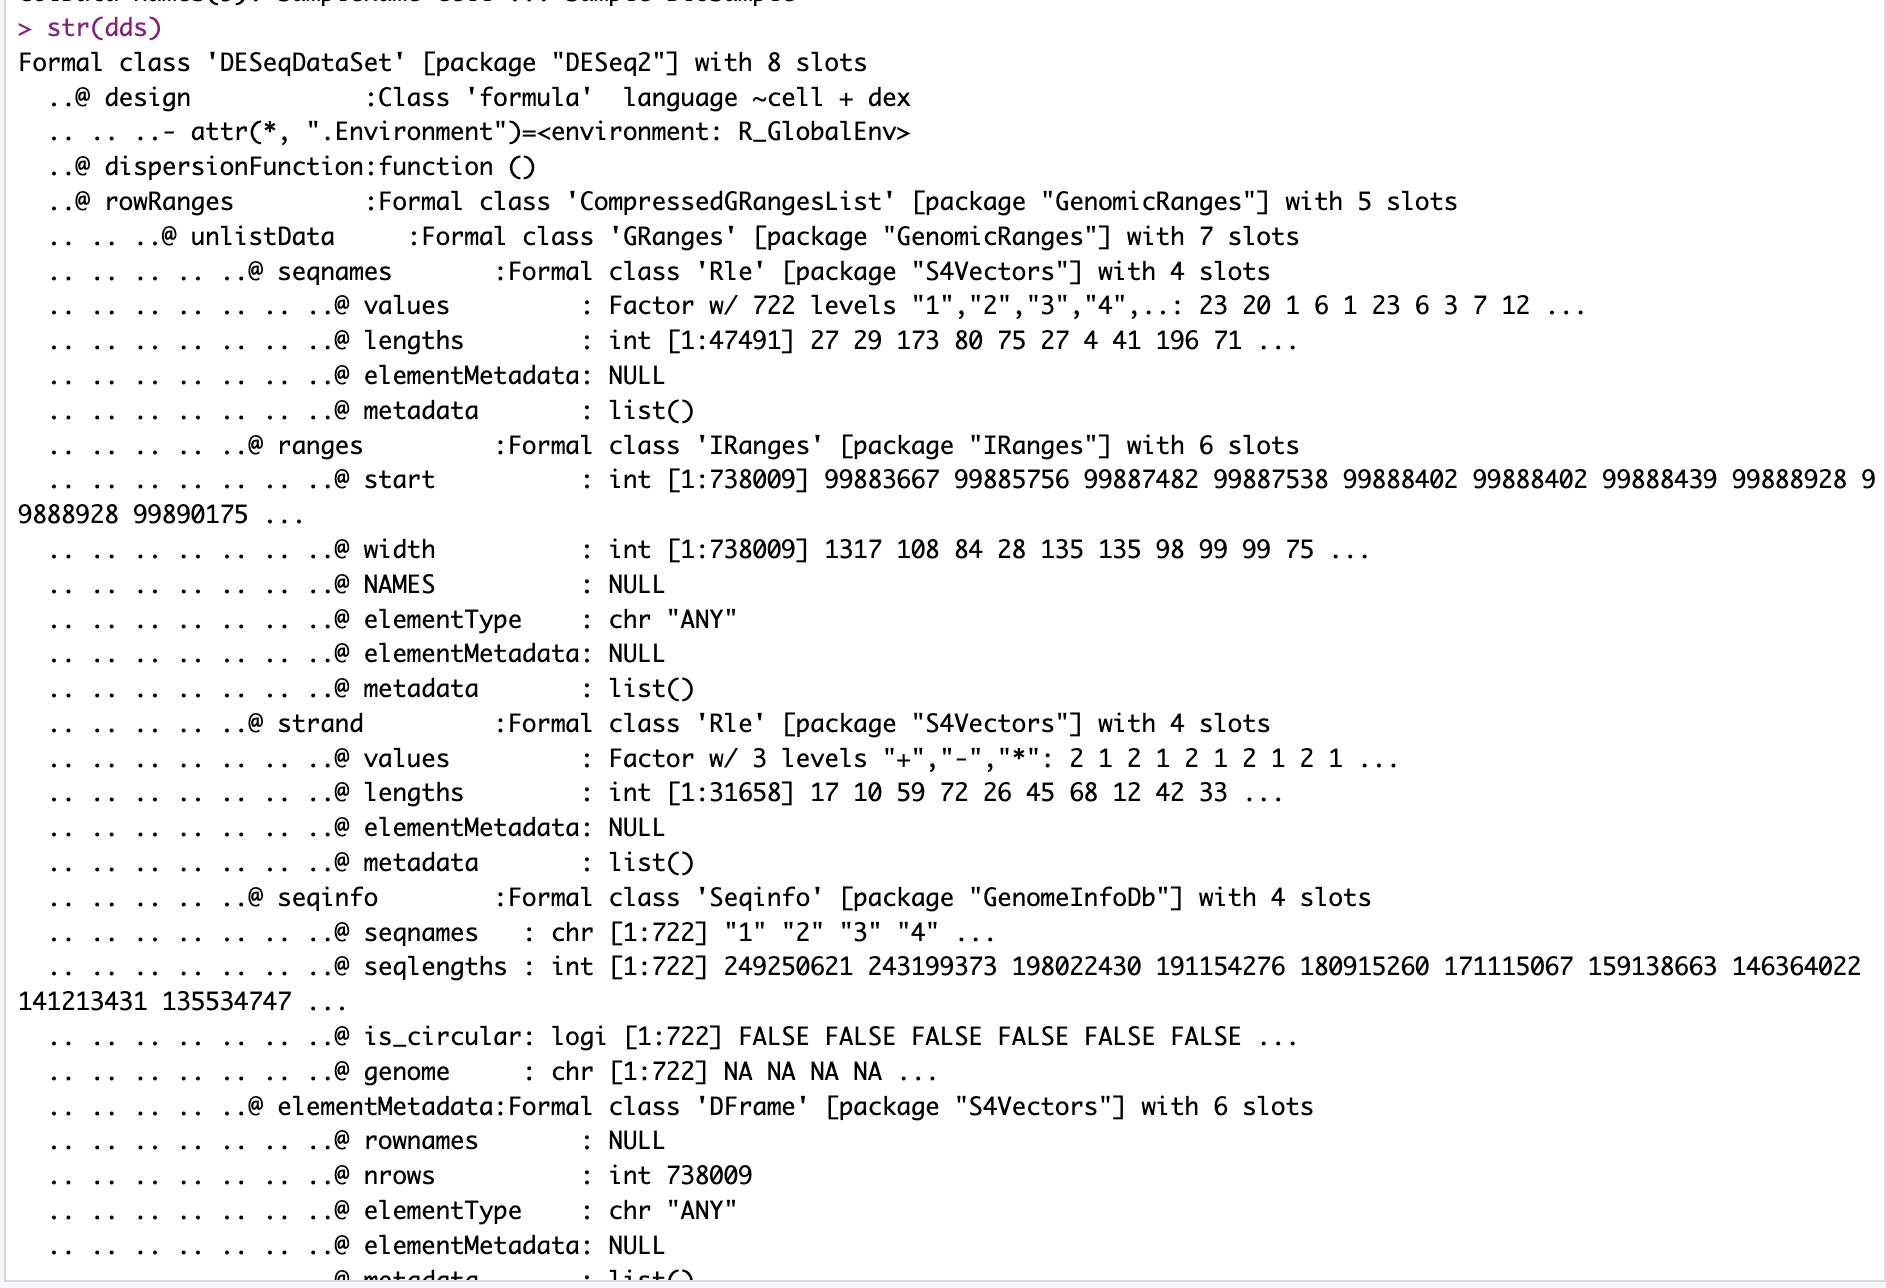 > str(dds)
Formal class 'DESeqDataSet' [package "DESeq2"] with 8 slots
  ..@ design            :Class 'formula'  language ~cell + dex
  .. .. ..- attr(*, ".Environment")=<environment: R_GlobalEnv>
  ..@ dispersionFunction:function ()
  ..@ rowRanges         :Formal class 'CompressedGRangesList' [package "GenomicRanges"] with 5 slots
  .. .. ..@ unlistData     :Formal class 'GRanges' [package "GenomicRanges"] with 7 slots
  .. .. .. .. ..@ seqnames       :Formal class 'Rle' [package "S4Vectors"] with 4 slots
  .. .. .. .. .. .. ..@ values         : Factor w/ 722 levels "1","2","3","4",..: 23 20 1 6 1 23 6 3 7 12 ...
  .. .. .. .. .. .. ..@ lengths        : int [1:47491] 27 29 173 80 75 27 4 41 196 71 ...
  .. .. .. .. .. .. ..@ elementMetadata: NULL
  .. .. .. .. .. .. ..@ metadata       : list()
  .. .. .. .. ..@ ranges         :Formal class 'IRanges' [package "IRanges"] with 6 slots
  .. .. .. .. .. .. ..@ start          : int [1:738009] 99883667 99885756 99887482 99887538 99888402 99888402 99888439 99888928 9
9888928 99890175 ...
  .. .. .. .. .. .. ..@ width          : int [1:738009] 1317 108 84 28 135 135 98 99 99 75 ...
  .. .. .. .. .. .. ..@ NAMES          : NULL
  .. .. .. .. .. .. ..@ elementType    : chr "ANY"
  .. .. .. .. .. .. ..@ elementMetadata: NULL
  .. .. .. .. .. .. ..@ metadata       : list()
  .. .. .. .. ..@ strand         :Formal class 'Rle' [package "S4Vectors"] with 4 slots
  .. .. .. .. .. .. ..@ values         : Factor w/ 3 levels "+","-","*": 2 1 2 1 2 1 2 1 2 1 ...
  .. .. .. .. .. .. ..@ lengths        : int [1:31658] 17 10 59 72 26 45 68 12 42 33 ...
  .. .. .. .. .. .. ..@ elementMetadata: NULL
  .. .. .. .. .. .. ..@ metadata       : list()
  .. .. .. .. ..@ seqinfo        :Formal class 'Seqinfo' [package "GenomeInfoDb"] with 4 slots
  .. .. .. .. .. .. ..@ seqnames   : chr [1:722] "1" "2" "3" "4" ...
  .. .. .. .. .. .. ..@ seqlengths : int [1:722] 249250621 243199373 198022430 191154276 180915260 171115067 159138663 146364022
141213431 135534747 ...
  .. .. .. .. .. .. ..@ is_circular: logi [1:722] FALSE FALSE FALSE FALSE FALSE FALSE ...
  .. .. .. .. .. .. ..@ genome     : chr [1:722] NA NA NA NA ...
  .. .. .. .. ..@ elementMetadata:Formal class 'DFrame' [package "S4Vectors"] with 6 slots
  .. .. .. .. .. .. ..@ rownames       : NULL
  .. .. .. .. .. .. ..@ nrows          : int 738009
  .. .. .. .. .. .. ..@ elementType    : chr "ANY"
  .. .. .. .. .. .. ..@ elementMetadata: NULL
@ metadata       : list()